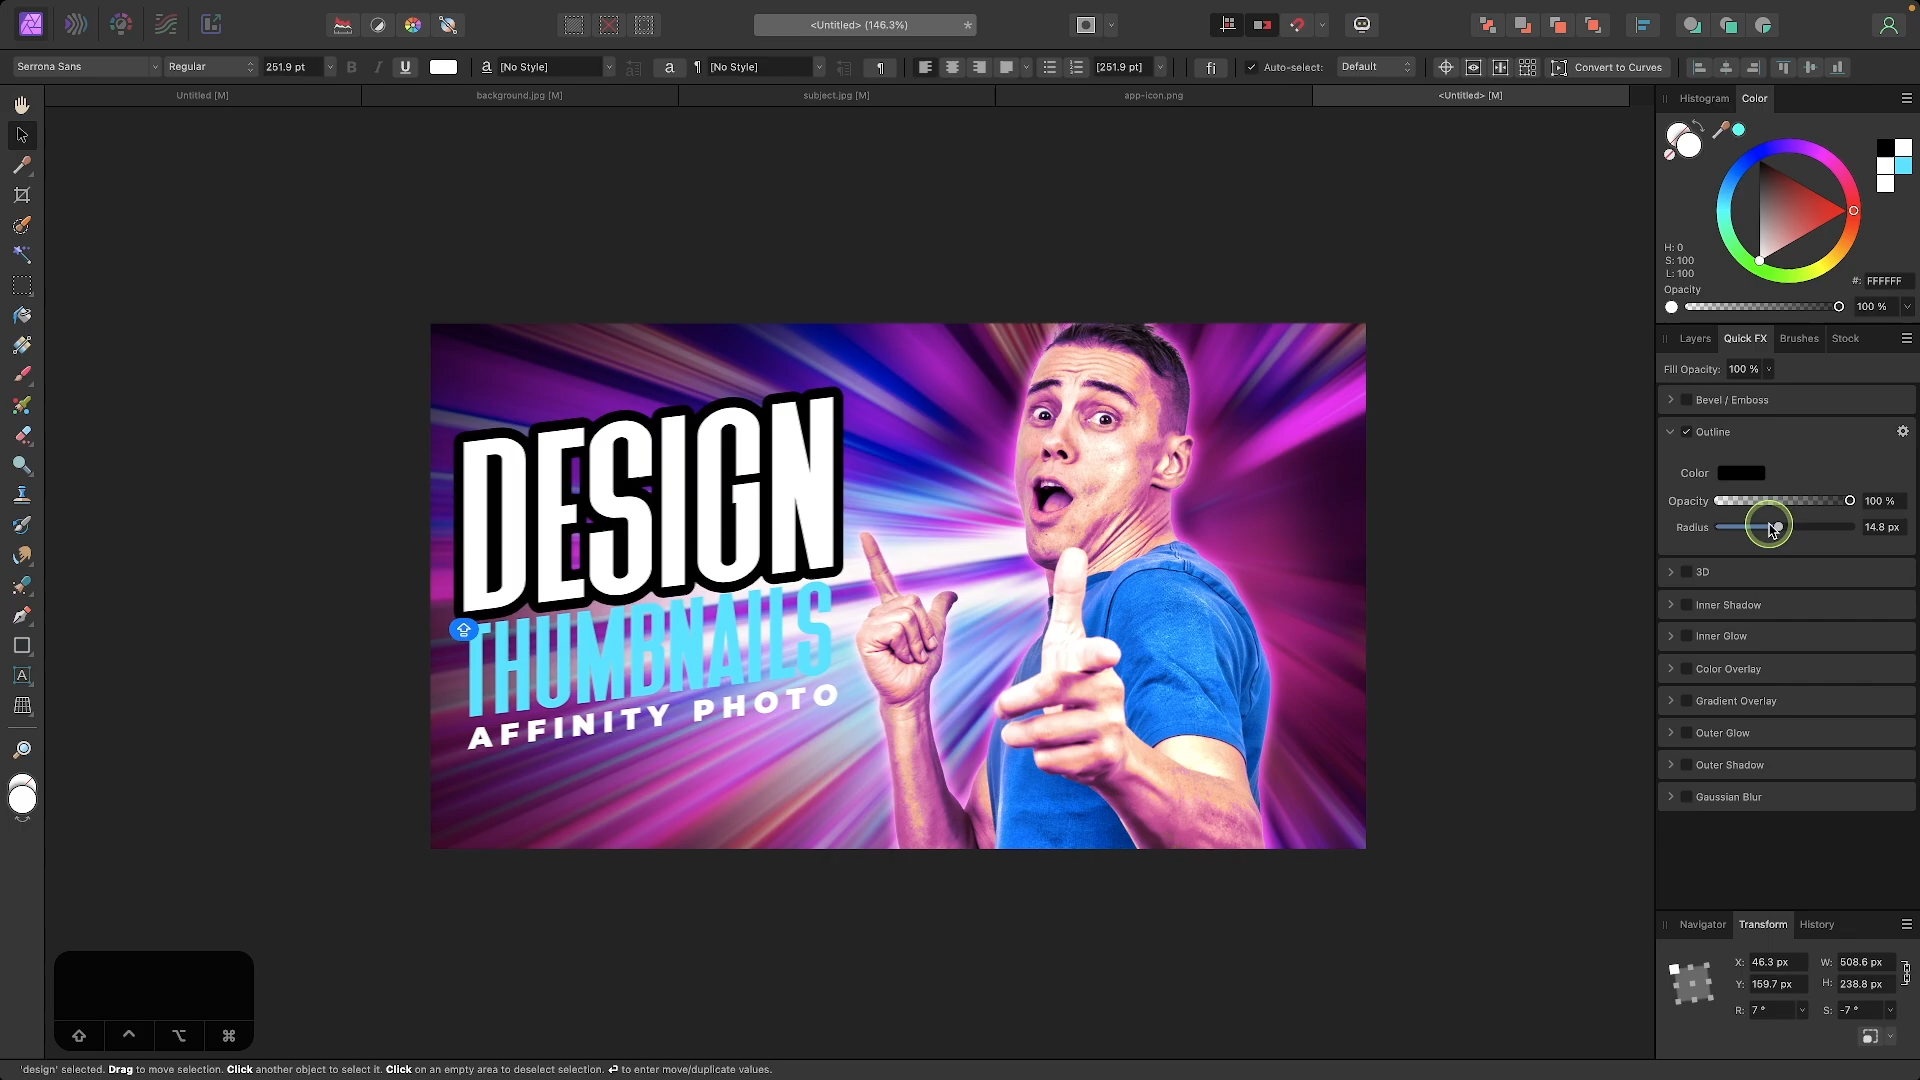 <Untitled> (146.3%)
*
Serrona Sans
Regular
251.9 pt
B
I
U
a
[No Style]
a
¶
[No Style]
¶
[251.9 pt]
fi
Auto-select:
Default
Convert to Curves
Untitled [M]
background.jpg [M]
subject.jpg [M]
app-icon.png
<Untitled> [M]
Histogram
Color
H: 0
S: 100
L: 100
#: FFFFFF
Opacity
100 %
Layers
Quick FX
Brushes
Stock
Fill Opacity: 100 %
Bevel / Emboss
Outline
Color
Opacity
100 %
Radius
14.8 px
3D
Inner Shadow
Inner Glow
Color Overlay
Gradient Overlay
Outer Glow
Outer Shadow
Gaussian Blur
DESIGN
THUMBNAILS
AFFINITY PHOTO
A
Navigator
Transform
History
X: 46.3 px
W: 508.6 px
Y: 159.7 px
H: 238.8 px
R: 7 °
S: -7 °
'design' selected. Drag to move selection. Click another object to select it. Click on an empty area to deselect selection. ⏎ to enter move/duplicate values.